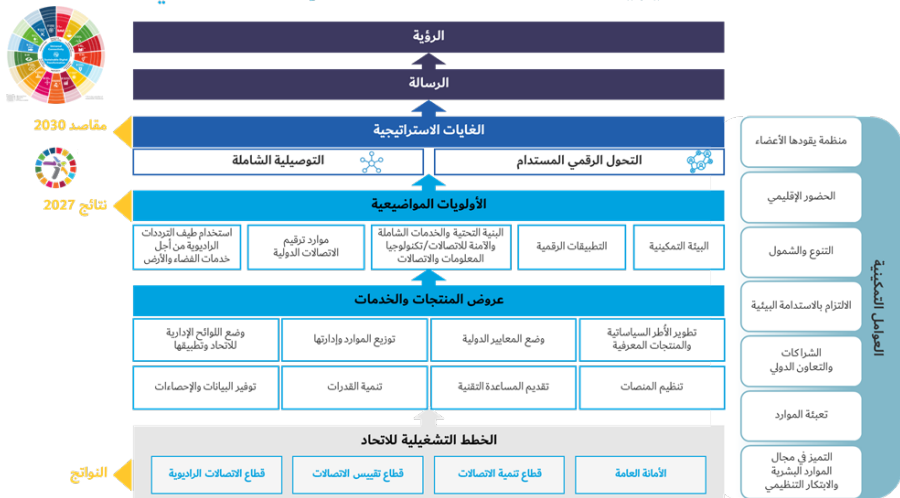 الرؤية
الرسالة
مقاصد 2030
الغايات الاستراتيجية
التحول الرقمي المستدام
التوصيلية الشاملة
نتائج 2027
الأولويات المواضيعية
البيئة التمكينية
التطبيقات الرقمية
البنية التحتية والخدمات الشاملة
والآمنة للاتصالات/تكنولوجيا
المعلومات والاتصالات
موارد ترقيم
الاتصالات الدولية
استخدام طيف الترددات
الراديوية من أجل
خدمات الفضاء والأرض
عروض المنتجات والخدمات
تطوير الأطر السياساتية
والمنتجات المعرفية
وضع المعايير الدولية
توزيع الموارد وإدارتها
وضع اللوائح الإدارية
للاتحاد وتطبيقها
تنظيم المنصات
تقديم المساعدة التقنية
تنمية القدرات
توفير البيانات والإحصاءات
الخطط التشغيلية للاتحاد
النواتج
الأمانة العامة
قطاع تنمية الاتصالات
قطاع تقييس الاتصالات
قطاع الاتصالات الراديوية
العوامل التمكينية
منظمة يقودها الأعضاء
الحضور الإقليمي
التنوع والشمول
الالتزام بالاستدامة البيئية
الشراكات
والتعاون الدولي
تعبئة الموارد
التميز في مجال
الموارد البشرية
والابتكار التنظيمي